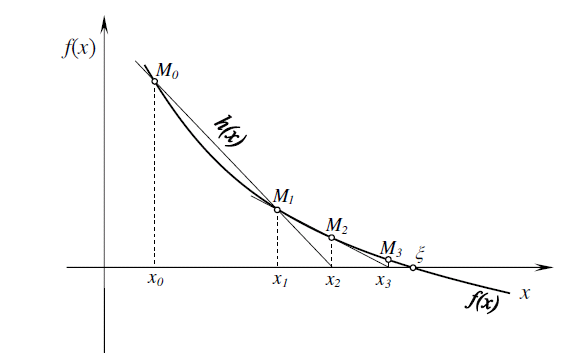 f(x)
M₀
h(x)
M₁
M₂
M₃
ξ
x₀
x₁
x₂
x₃
f(x)
x